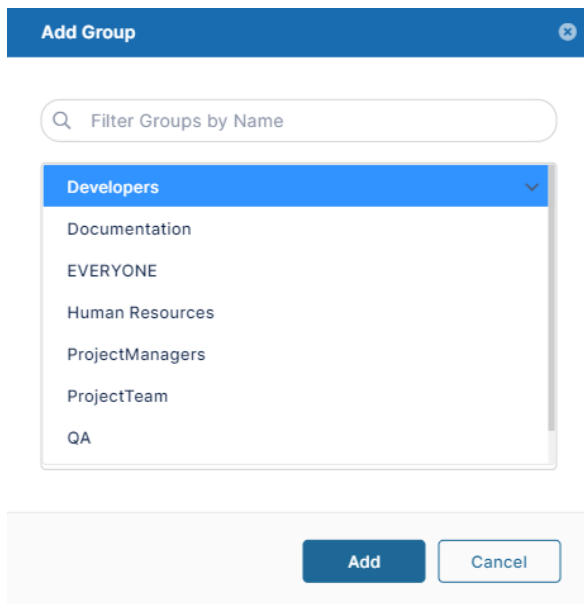 Add Group
Filter Groups by Name
Developers
Documentation
EVERYONE
Human Resources
ProjectManagers
ProjectTeam
QA
Add Cancel